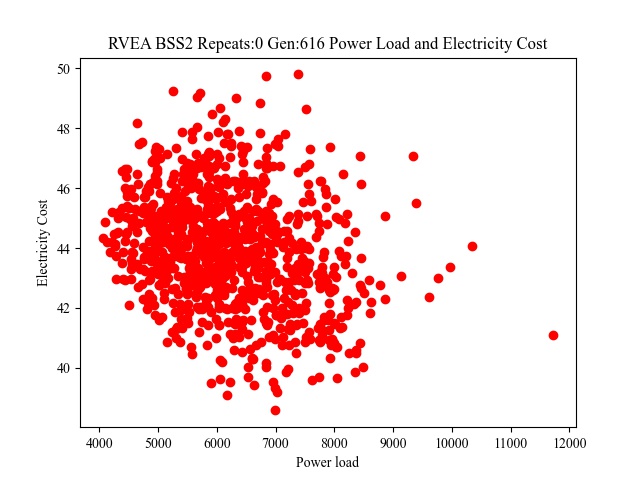 RVEA BSS2 Repeats:0 Gen:616 Power Load and Electricity Cost
50
48
46
44
42
40
Electricity Cost
4000 5000 6000 7000 8000 9000 10000 11000 12000
Power load